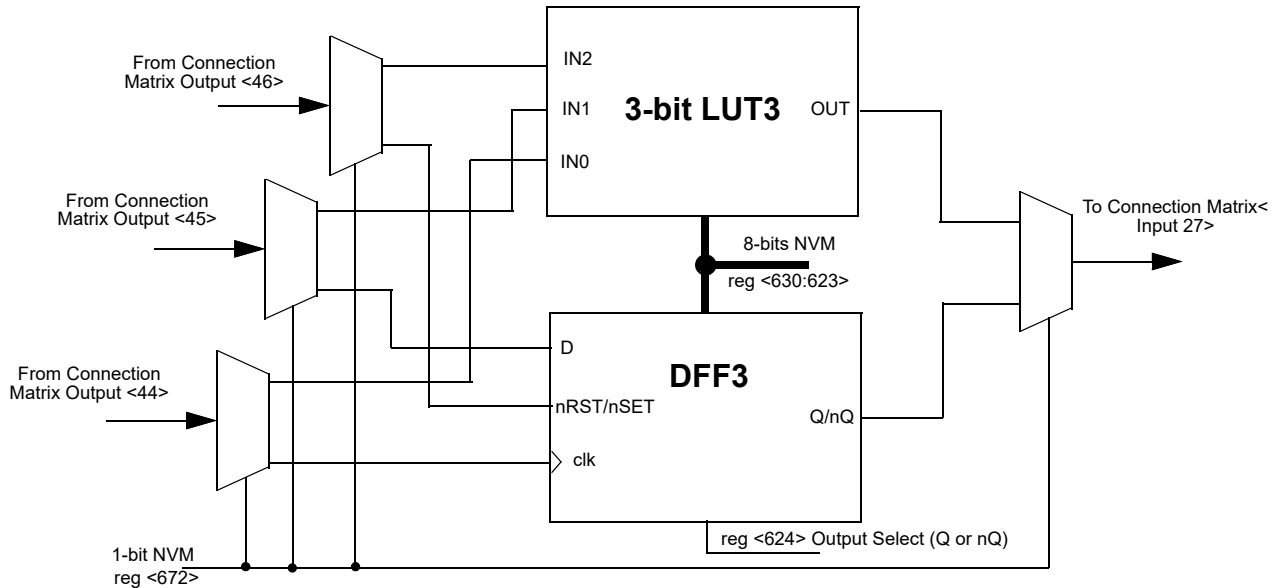 From Connection
Matrix Output <46>
IN2
IN1
IN0
3-bit LUT3
OUT
From Connection
Matrix Output <45>
To Connection Matrix<
Input 27>
8-bits NVM
reg <630:623>
From Connection
Matrix Output <44>
D
DFF3
nRST/nSET
Q/nQ
clk
reg <624> Output Select (Q or nQ)
1-bit NVM
reg <672>